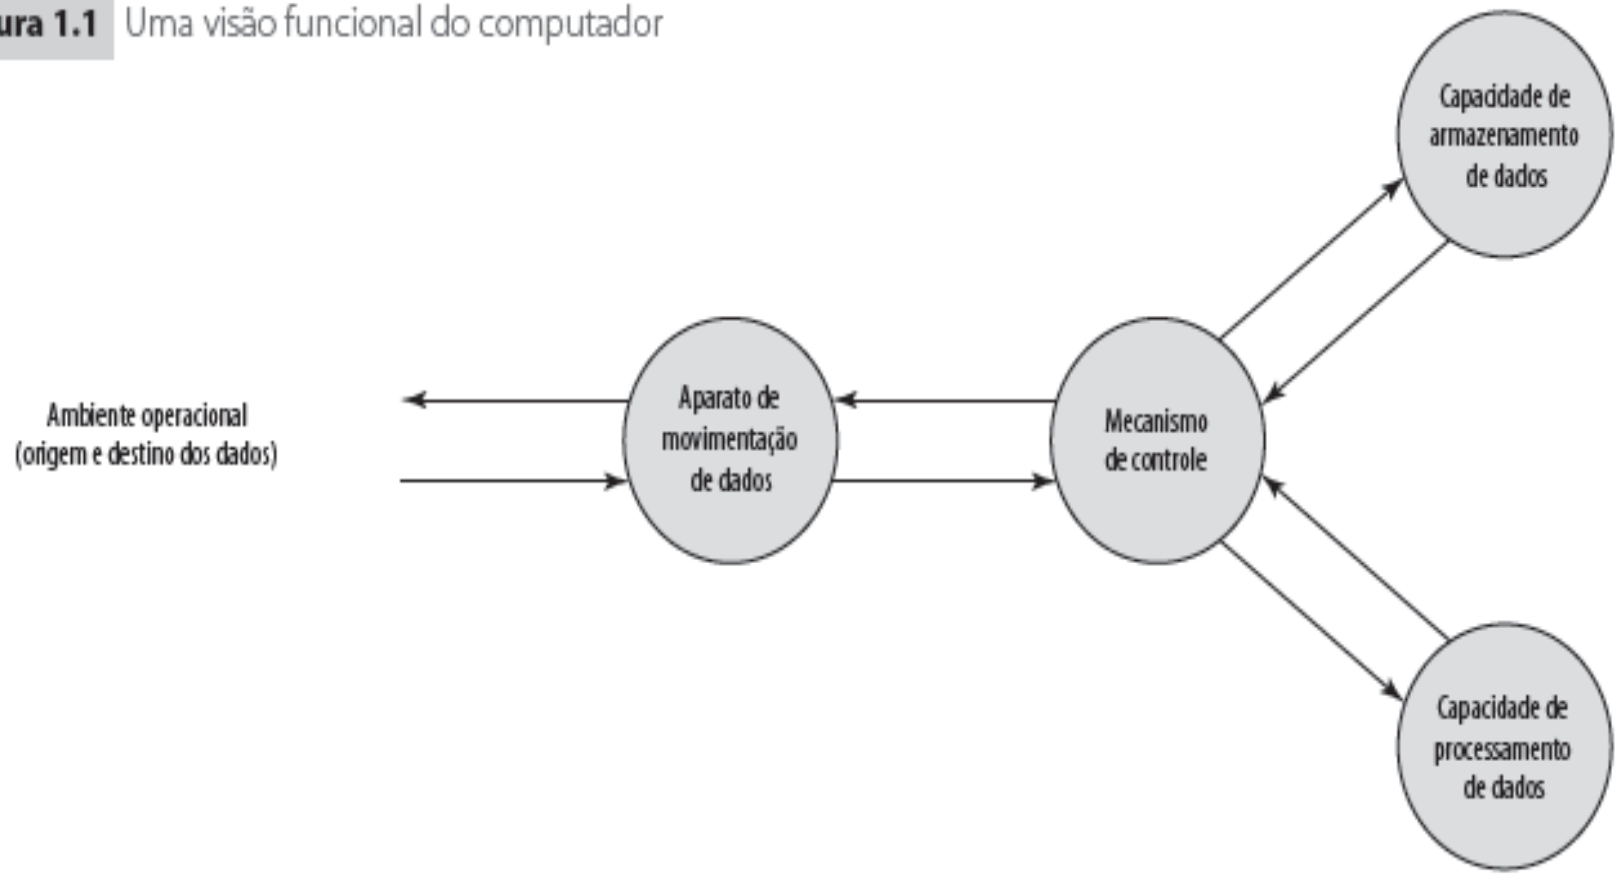 ura 1.1 Uma visão funcional do computador
Capacidade de
armazenamento
de dados
Ambiente operacional
(origem e destino dos dados)
Aparato de
movimentação
de dados
Mecanismo
de controle
Capacidade de
processamento
de dados